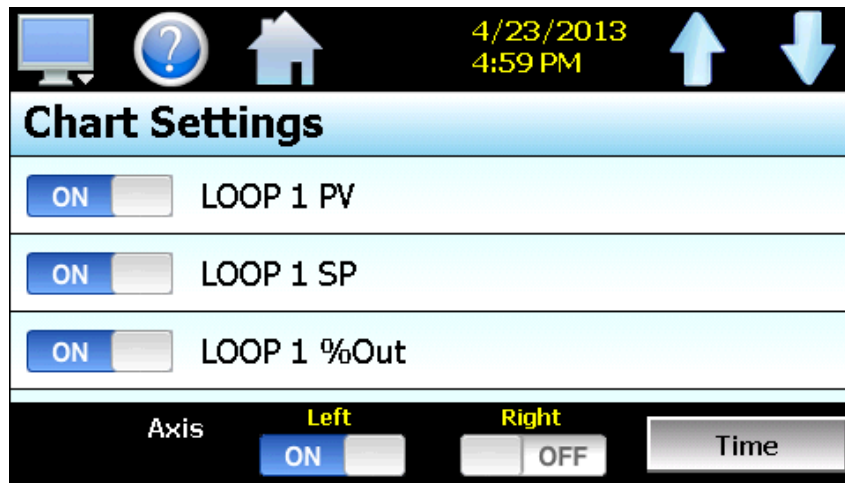 ?
4/23/2013
4:59 PM
Chart Settings
ON LOOP 1 PV
ON LOOP 1 SP
ON LOOP 1 %Out
Axis Left ON Right OFF Time